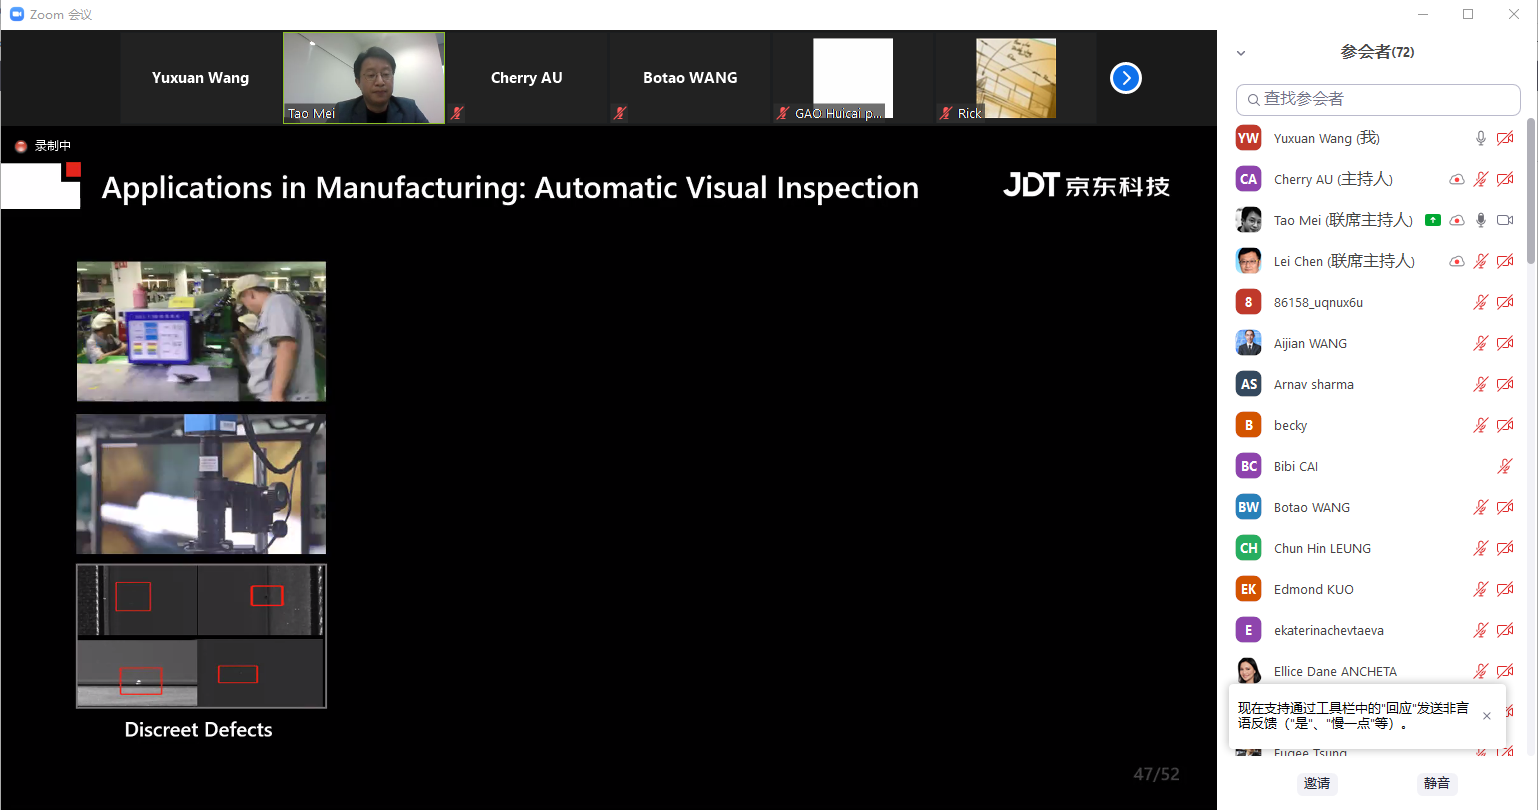 Zoom 会议
Yuxuan Wang
Tao Mei
Cherry AU
Botao WANG
GAO Huicai p...
Rick
录制中
Applications in Manufacturing: Automatic Visual Inspection
JDT 京东科技
Discreet Defects
47/52
参会者(72)
查找参会者
YW Yuxuan Wang (我)
CA Cherry AU (主持人)
Tao Mei (联席主持人)
Lei Chen (联席主持人)
8 86158_uqnux6u
Aijian WANG
AS Arnav sharma
B becky
BC Bibi CAI
BW Botao WANG
CH Chun Hin LEUNG
EK Edmond KUO
E ekaterinachevtaeva
Ellice Dane ANCHETA
现在支持通过工具栏中的"回应"发送非言
语反馈（"是"、"慢一点"等）。
Fugee Tsung
邀请
静音